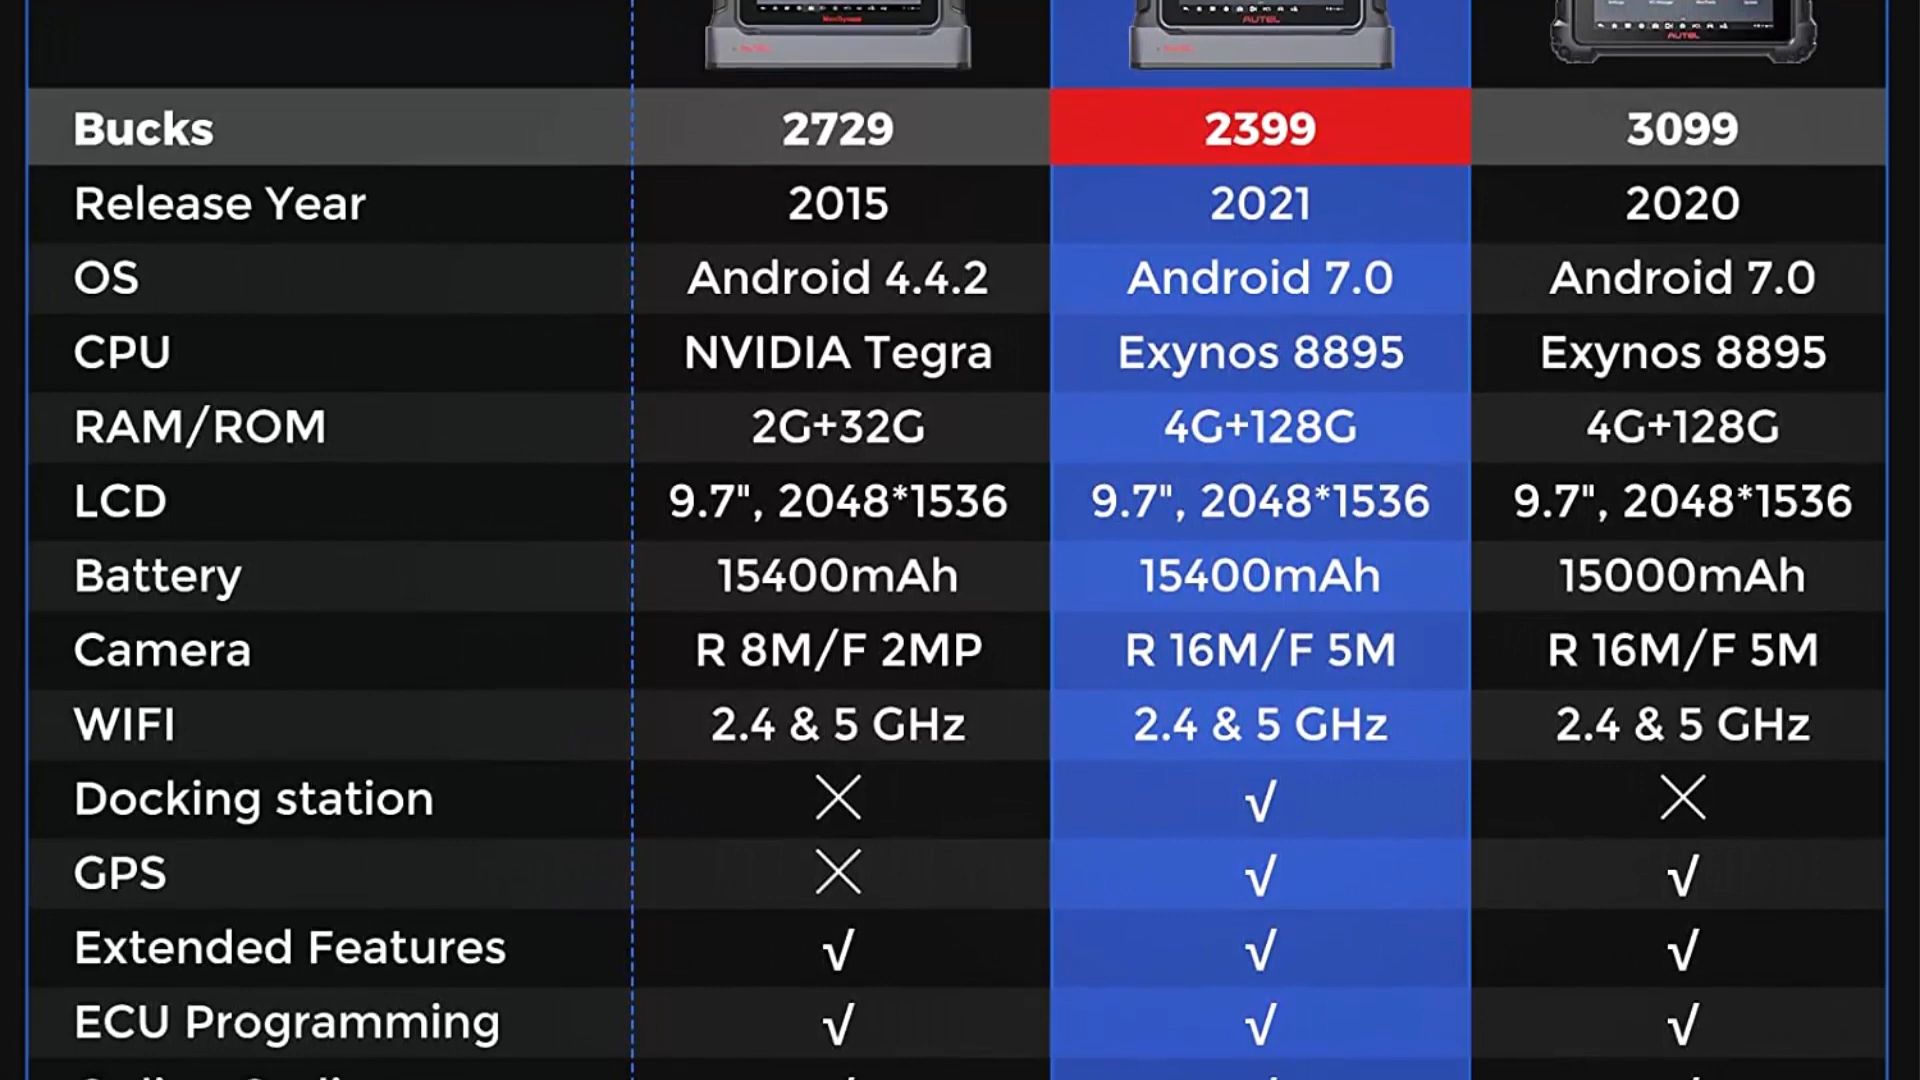 AUTEL
AUTEL
AUTEL
AUTEL
Bucks 2729 2399 3099
Release Year 2015 2021 2020
OS Android 4.4.2 Android 7.0 Android 7.0
CPU NVIDIA Tegra Exynos 8895 Exynos 8895
RAM/ROM 2G+32G 4G+128G 4G+128G
LCD 9.7", 2048*1536 9.7", 2048*1536 9.7", 2048*1536
Battery 15400mAh 15400mAh 15000mAh
Camera R 8M/F 2MP R 16M/F 5M R 16M/F 5M
WIFI 2.4 & 5 GHz 2.4 & 5 GHz 2.4 & 5 GHz
Docking station × √ ×
GPS × √ √
Extended Features √ √ √
ECU Programming √ √ √